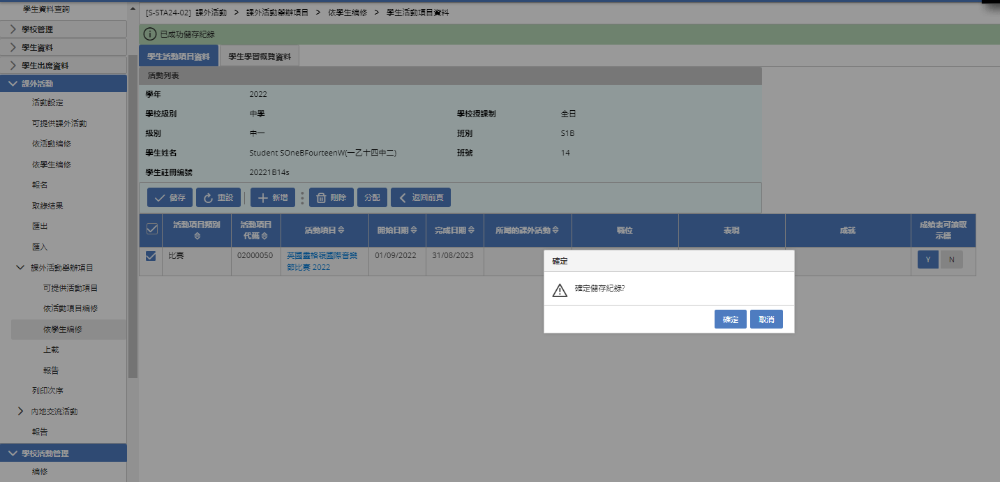 學生資料查詢
學校管理
學生資料
學生出席資料
課外活動
活動設定
可提供課外活動
依活動編修
依學生編修
報名
取錄結果
匯出
匯入
課外活動舉辦項目
可提供活動項目
依活動項目編修
依學生編修
上載
報告
列印次序
內地交流活動
報告
學校活動管理
編修
[S-STA24-02] 課外活動 > 課外活動舉辦項目 > 依學生編修 > 學生活動項目資料
已成功儲存紀錄
學生活動項目資料 學生學習概覽資料
活動列表
學年 2022
學校級別 中學 學校授課制 全日
級別 中一 班別 S1B
學生姓名 Student SOneBFourteenW(一乙十四中二) 班號 14
學生註冊編號 20221B14s
儲存 重設 新增 刪除 分配 返回前頁
活動項目類別 活動項目代碼 活動項目 開始日期 完成日期 所屬的課外活動 職位 表現 成就 成績表可讀取示標
比賽 02000050 英國靈格嶺國際音樂 01/09/2022 31/08/2023 Y N
節比賽 2022
確定
確定儲存紀錄?
確定 取消